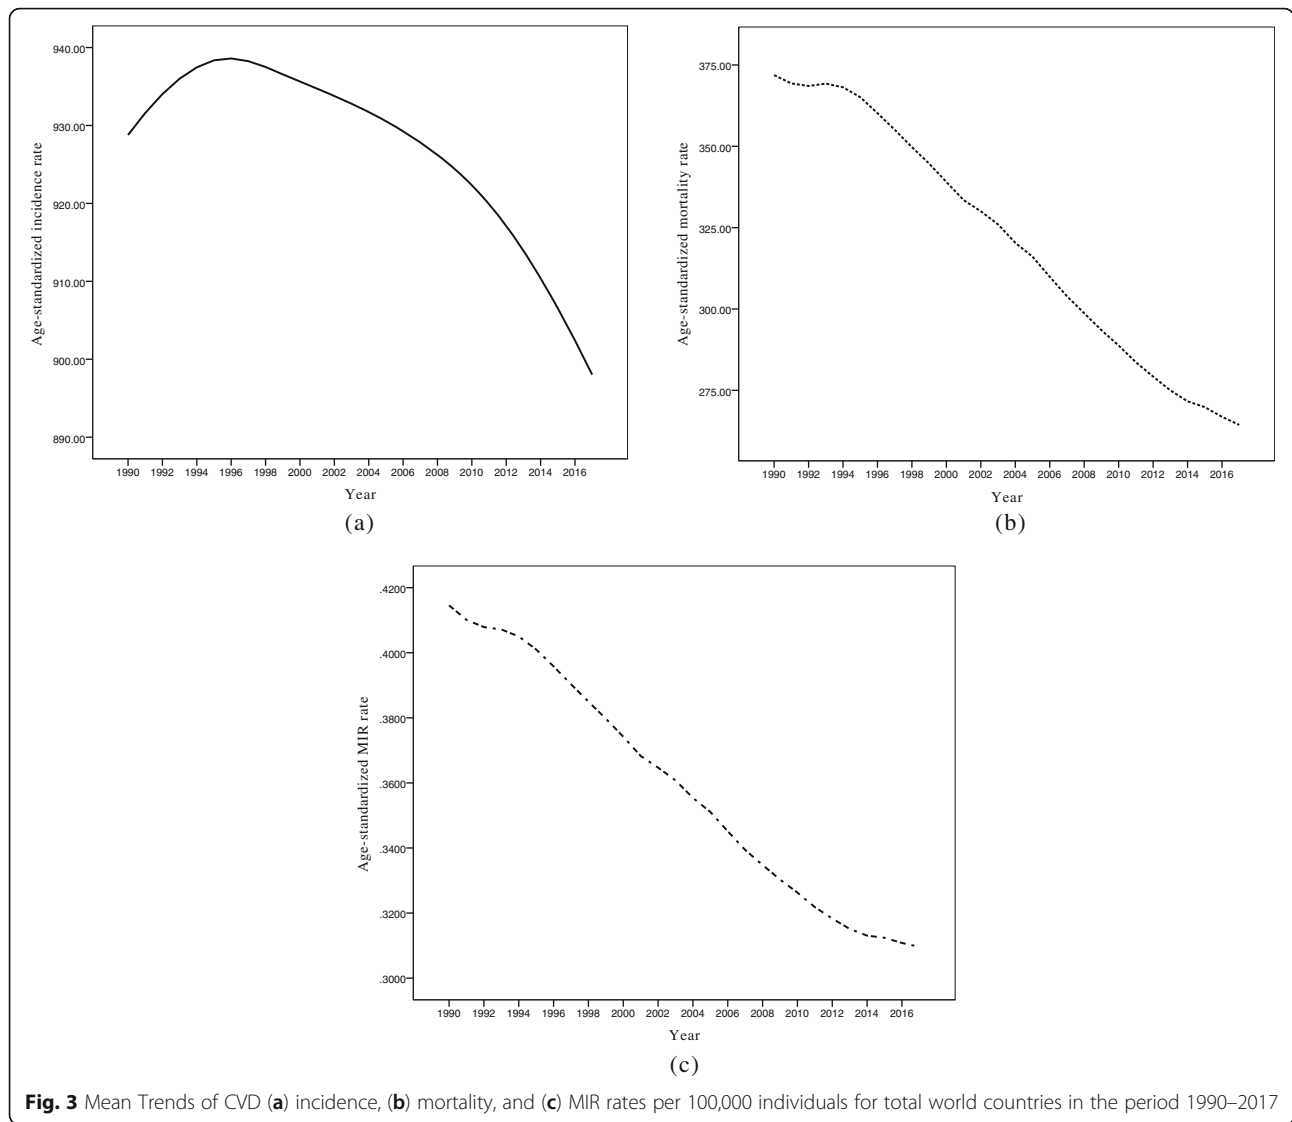 940.00
930.00
920.00
910.00
900.00
890.00
Age-standardized incidence rate
1990 1992 1994 1996 1998 2000 2002 2004 2006 2008 2010 2012 2014 2016
Year
(a)
375.00
350.00
325.00
300.00
275.00
Age-standardized mortality rate
1990 1992 1994 1996 1998 2000 2002 2004 2006 2008 2010 2012 2014 2016
Year
(b)
.4200
.4000
.3800
.3600
.3400
.3200
.3000
Age-standardized MIR rate
1990 1992 1994 1996 1998 2000 2002 2004 2006 2008 2010 2012 2014 2016
Year
(c)
Fig. 3 Mean Trends of CVD (a) incidence, (b) mortality, and (c) MIR rates per 100,000 individuals for total world countries in the period 1990–2017